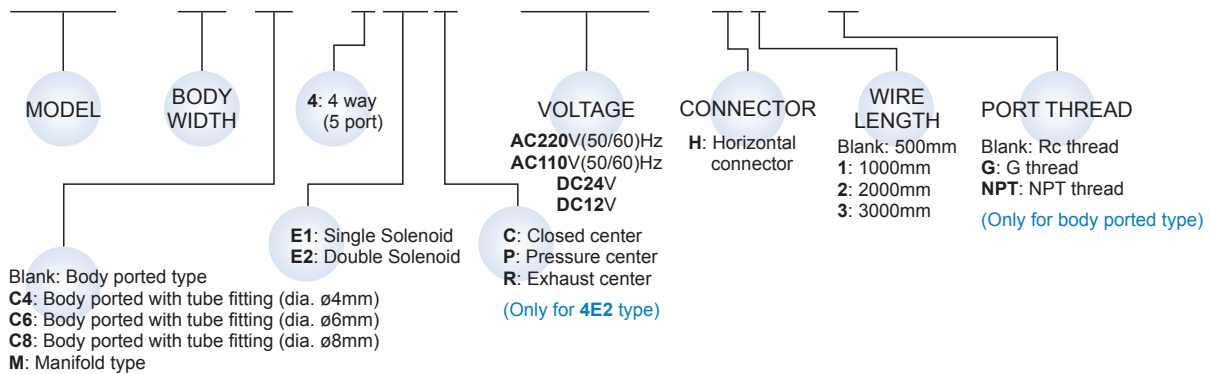 MODEL
BODY
WIDTH
4: 4 way
(5 port)
VOLTAGE
AC220V(50/60)Hz
AC110V(50/60)Hz
DC24V
DC12V
CONNECTOR
H: Horizontal
connector
WIRE
LENGTH
Blank: 500mm
1: 1000mm
2: 2000mm
3: 3000mm
PORT THREAD
Blank: Rc thread
G: G thread
NPT: NPT thread
(Only for body ported type)
E1: Single Solenoid
E2: Double Solenoid
C: Closed center
P: Pressure center
R: Exhaust center
(Only for 4E2 type)
Blank: Body ported type
C4: Body ported with tube fitting (dia. ø4mm)
C6: Body ported with tube fitting (dia. ø6mm)
C8: Body ported with tube fitting (dia. ø8mm)
M: Manifold type